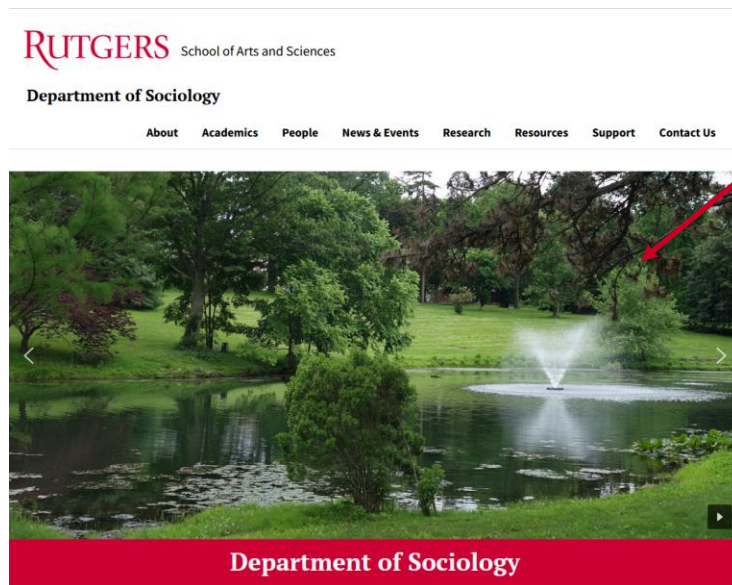 RUTGERS School of Arts and Sciences
Department of Sociology
About Academics People News & Events Research Resources Support Contact Us
Department of Sociology